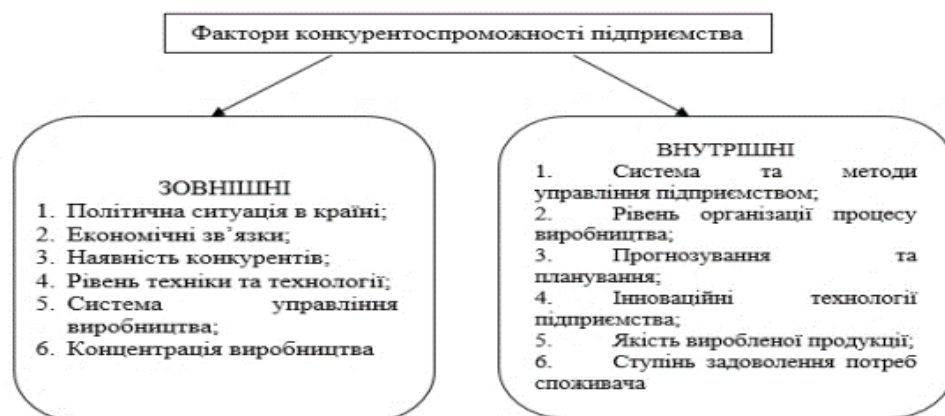 Фактори конкурентоспроможності підприємства
ЗОВНІШНІ
1. Політична ситуація в країні;
2. Економічні зв’язки;
3. Наявність конкурентів;
4. Рівень техніки та технології;
5. Система управління
виробництва;
6. Концентрація виробництва
ВНУТРІШНІ
1. Система та методи
управління підприємством;
2. Рівень організації процесу
виробництва;
3. Прогнозування та
планування;
4. Інноваційні технології
підприємства;
5. Якість виробленої продукції;
6. Ступінь задоволення потреб
споживача